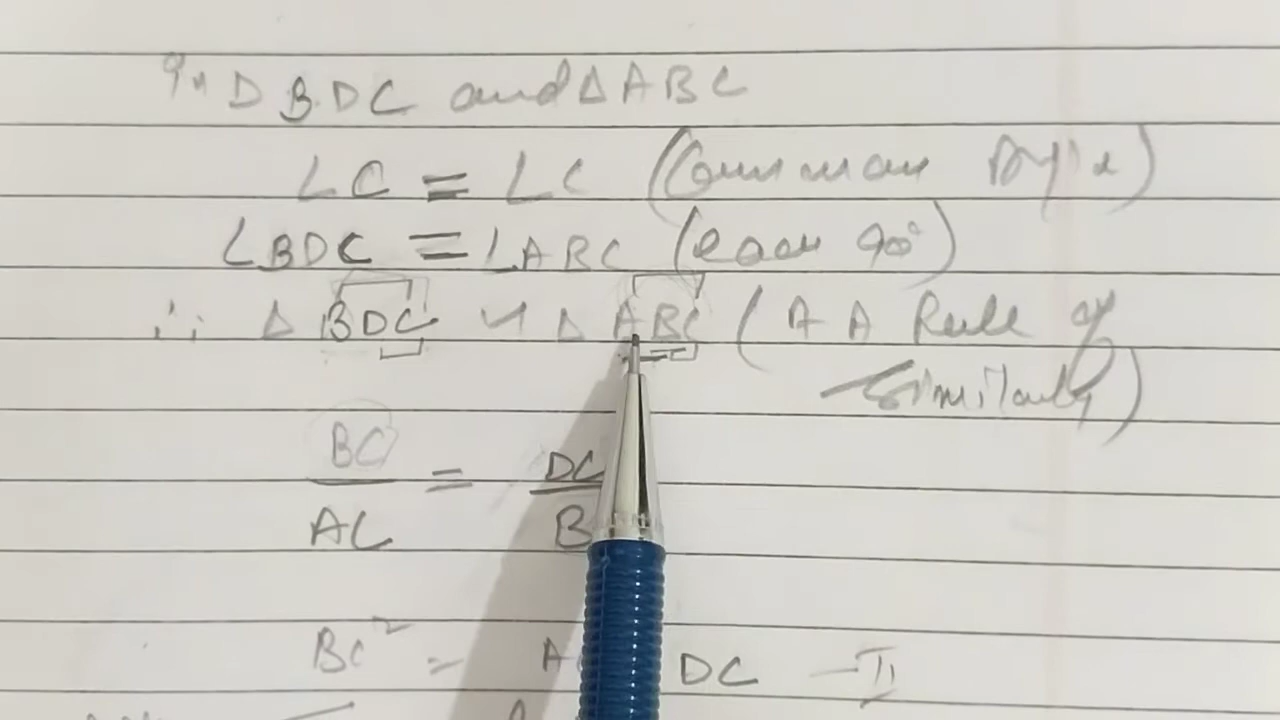 In Δ BDC and Δ ABC
∠C = ∠C (Common Angle)
∠BDC = ∠ABC (each 90°)
∴ Δ BDC ~ Δ ABC (AA Rule of
Similarity)
BC/AC = DC/B
BC² = A DC — II